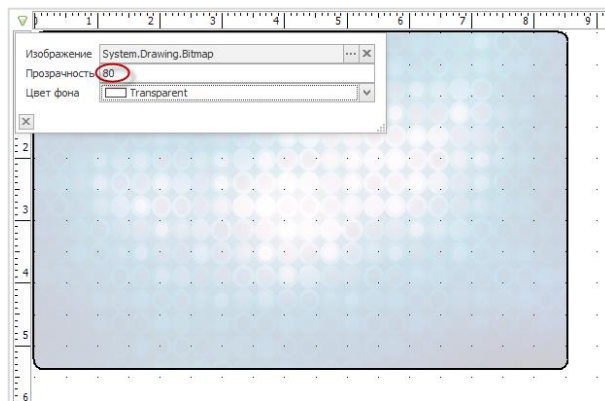 1 2 3 4 5 6 7 8 9
Изображение System.Drawing.Bitmap
Прозрачность 80
Цвет фона Transparent
2
3
4
5
6